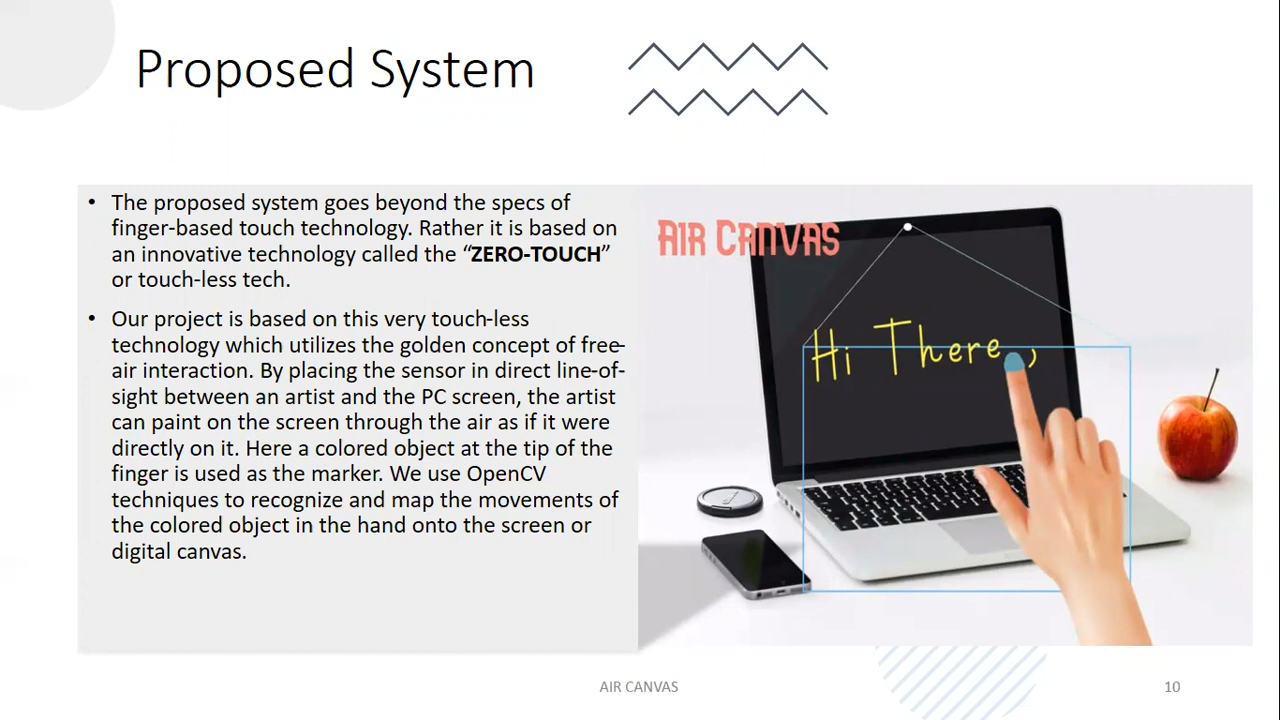 Proposed System
• The proposed system goes beyond the specs of
finger-based touch technology. Rather it is based on
an innovative technology called the “ZERO-TOUCH”
or touch-less tech.
• Our project is based on this very touch-less
technology which utilizes the golden concept of free-
air interaction. By placing the sensor in direct line-of-
sight between an artist and the PC screen, the artist
can paint on the screen through the air as if it were
directly on it. Here a colored object at the tip of the
finger is used as the marker. We use OpenCV
techniques to recognize and map the movements of
the colored object in the hand onto the screen or
digital canvas.
AIR CANVAS
Hi There,
AIR CANVAS
10